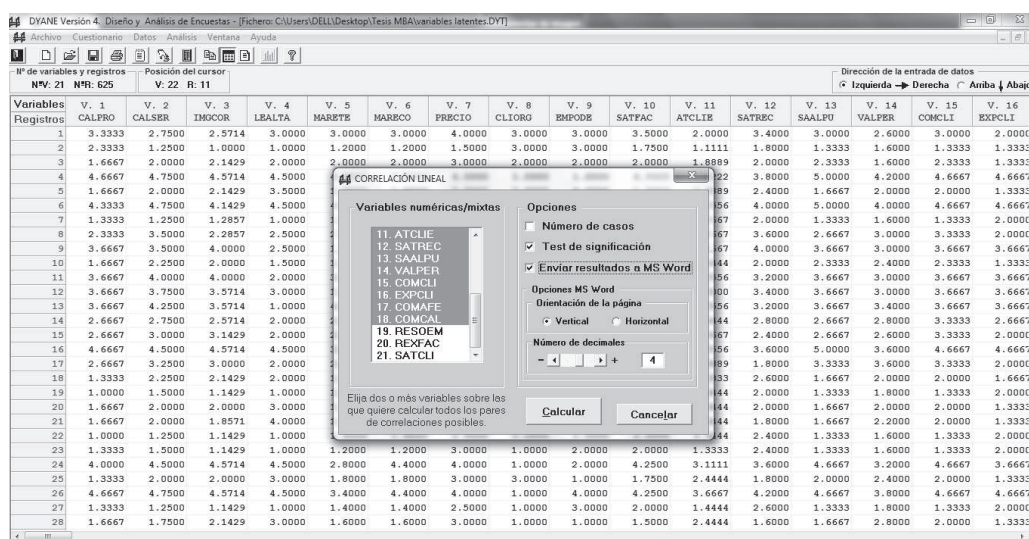 DYANE Versión 4. Diseño y Análisis de Encuestas - [Fichero: C:\Users\DELL\Desktop\Tesis MBA\variables latentes.DYT]
Archivo Cuestionario Datos Análisis Ventana Ayuda
Nº de variables y registros Posición del cursor Dirección de la entrada de datos
NºV: 21 NºR: 625 V: 22 R: 11 Izquierda Derecha Arriba Abajo
Variables V. 1 V. 2 V. 3 V. 4 V. 5 V. 6 V. 7 V. 8 V. 9 V. 10 V. 11 V. 12 V. 13 V. 14 V. 15 V. 16
Registros CALPRO PRECOR IMGCOR LEALTA MARETE MARECO PRECIO CLIORG EMPODE SATFAC ATCLIE SATREC SAALPU VALPER COMCLI EXPCLI
1 3.3333 2.7500 2.5714 3.0000 3.0000 3.0000 4.0000 3.0000 3.0000 3.5000 2.0000 3.4000 3.0000 2.6000 3.0000 2.000
2 2.3333 1.2500 1.0000 1.0000 1.2000 1.2000 1.5000 3.0000 3.0000 1.7500 1.1111 1.8000 1.3333 1.6000 1.3333 1.333
3 1.6667 2.0000 2.1429 2.0000 2.0000 2.0000 3.0000 2.0000 2.0000 2.0000 1.8889 2.0000 2.3333 1.6000 2.3333 1.333
4 4.6667 4.7500 4.5714 4.5000 3.8000 5.0000 4.2000 4.6667 4.666
5 1.6667 2.0000 2.1429 3.5000 2.4000 1.6667 2.0000 2.0000 1.333
6 4.3333 4.7500 4.1429 4.5000 4.0000 5.0000 4.0000 4.6667 4.666
7 1.3333 1.2500 1.2857 1.0000 2.0000 1.3333 1.6000 1.3333 2.000
8 2.3333 3.5000 2.2857 2.5000 3.0000 3.6667 2.6000 3.3333 2.000
9 3.6667 3.5000 4.0000 2.5000 4.0000 3.6667 3.0000 3.6667 3.666
10 1.6667 2.2500 2.0000 1.5000 2.0000 2.3333 2.4000 2.3333 1.333
11 3.6667 4.0000 4.0000 2.0000 3.2000 3.6667 3.0000 3.6667 3.666
12 3.6667 3.7500 3.5714 3.0000 3.4000 3.6667 3.0000 3.6667 3.666
13 3.6667 4.2500 3.5714 1.0000 3.2000 3.6667 3.4000 3.6667 3.666
14 2.6667 2.7500 2.5714 2.0000 2.8000 2.6667 2.8000 3.3333 2.666
15 2.6667 3.0000 3.1429 2.0000 2.4000 2.6667 2.6000 3.3333 2.000
16 4.6667 4.5000 4.5714 4.5000 3.6000 5.0000 3.6000 4.6667 4.666
17 2.6667 3.2500 3.0000 2.0000 1.8000 3.3333 3.6000 3.3333 2.000
18 1.3333 2.2500 2.1429 2.0000 2.6000 1.6667 2.0000 2.0000 1.666
19 1.0000 1.5000 1.1429 1.0000 2.0000 1.3333 1.8000 1.3333 2.000
20 1.6667 2.0000 2.0000 3.0000 2.0000 1.6667 2.0000 2.0000 1.666
21 1.6667 2.0000 1.8571 4.0000 1.8000 1.6667 2.2000 2.0000 1.333
22 1.0000 1.2500 1.1429 1.0000 2.4000 1.3333 1.6000 1.3333 2.000
23 1.3333 1.5000 1.1429 1.0000 1.2000 1.2000 3.0000 1.0000 2.0000 2.0000 1.3333 2.4000 1.3333 1.6000 1.3333 2.000
24 4.0000 4.5000 4.5714 4.5000 2.8000 4.4000 4.0000 1.0000 2.0000 4.2500 3.1111 3.6000 4.6667 3.2000 4.6667 3.666
25 1.3333 2.0000 2.0000 3.0000 1.8000 1.8000 3.0000 4.0000 1.0000 1.7500 2.4444 1.8000 2.0000 2.4000 2.0000 1.333
26 4.6667 4.7500 4.5714 4.5000 3.4000 4.4000 4.0000 1.0000 4.0000 4.2500 3.6667 4.2000 4.6667 3.8000 4.6667 4.666
27 1.3333 1.2500 1.1429 1.0000 1.4000 1.4000 2.5000 1.0000 3.0000 2.0000 1.4444 2.6000 1.3333 1.8000 1.3333 2.000
28 1.6667 1.7500 2.1429 3.0000 1.6000 1.6000 3.0000 1.0000 1.0000 1.5000 2.4444 1.6000 1.6667 2.8000 2.0000 1.333
CORRELACIÓN LINEAL
Variables numéricas/mixtas
11. ATCLIE
12. SATREC
13. SAALPU
14. VALPER
15. COMCLI
16. EXPCLI
17. COMAFE
18. COMCAL
19. RESOEM
20. REXFAC
21. SATCLI
Elija dos o más variables sobre las
que quiere calcular todos los pares
de correlaciones posibles.
Opciones
Número de casos
Test de significación
Enviar resultados a MS Word
Opciones MS Word
Orientación de la página
Vertical Horizontal
Número de decimales
- + 4
Calcular Cancelar